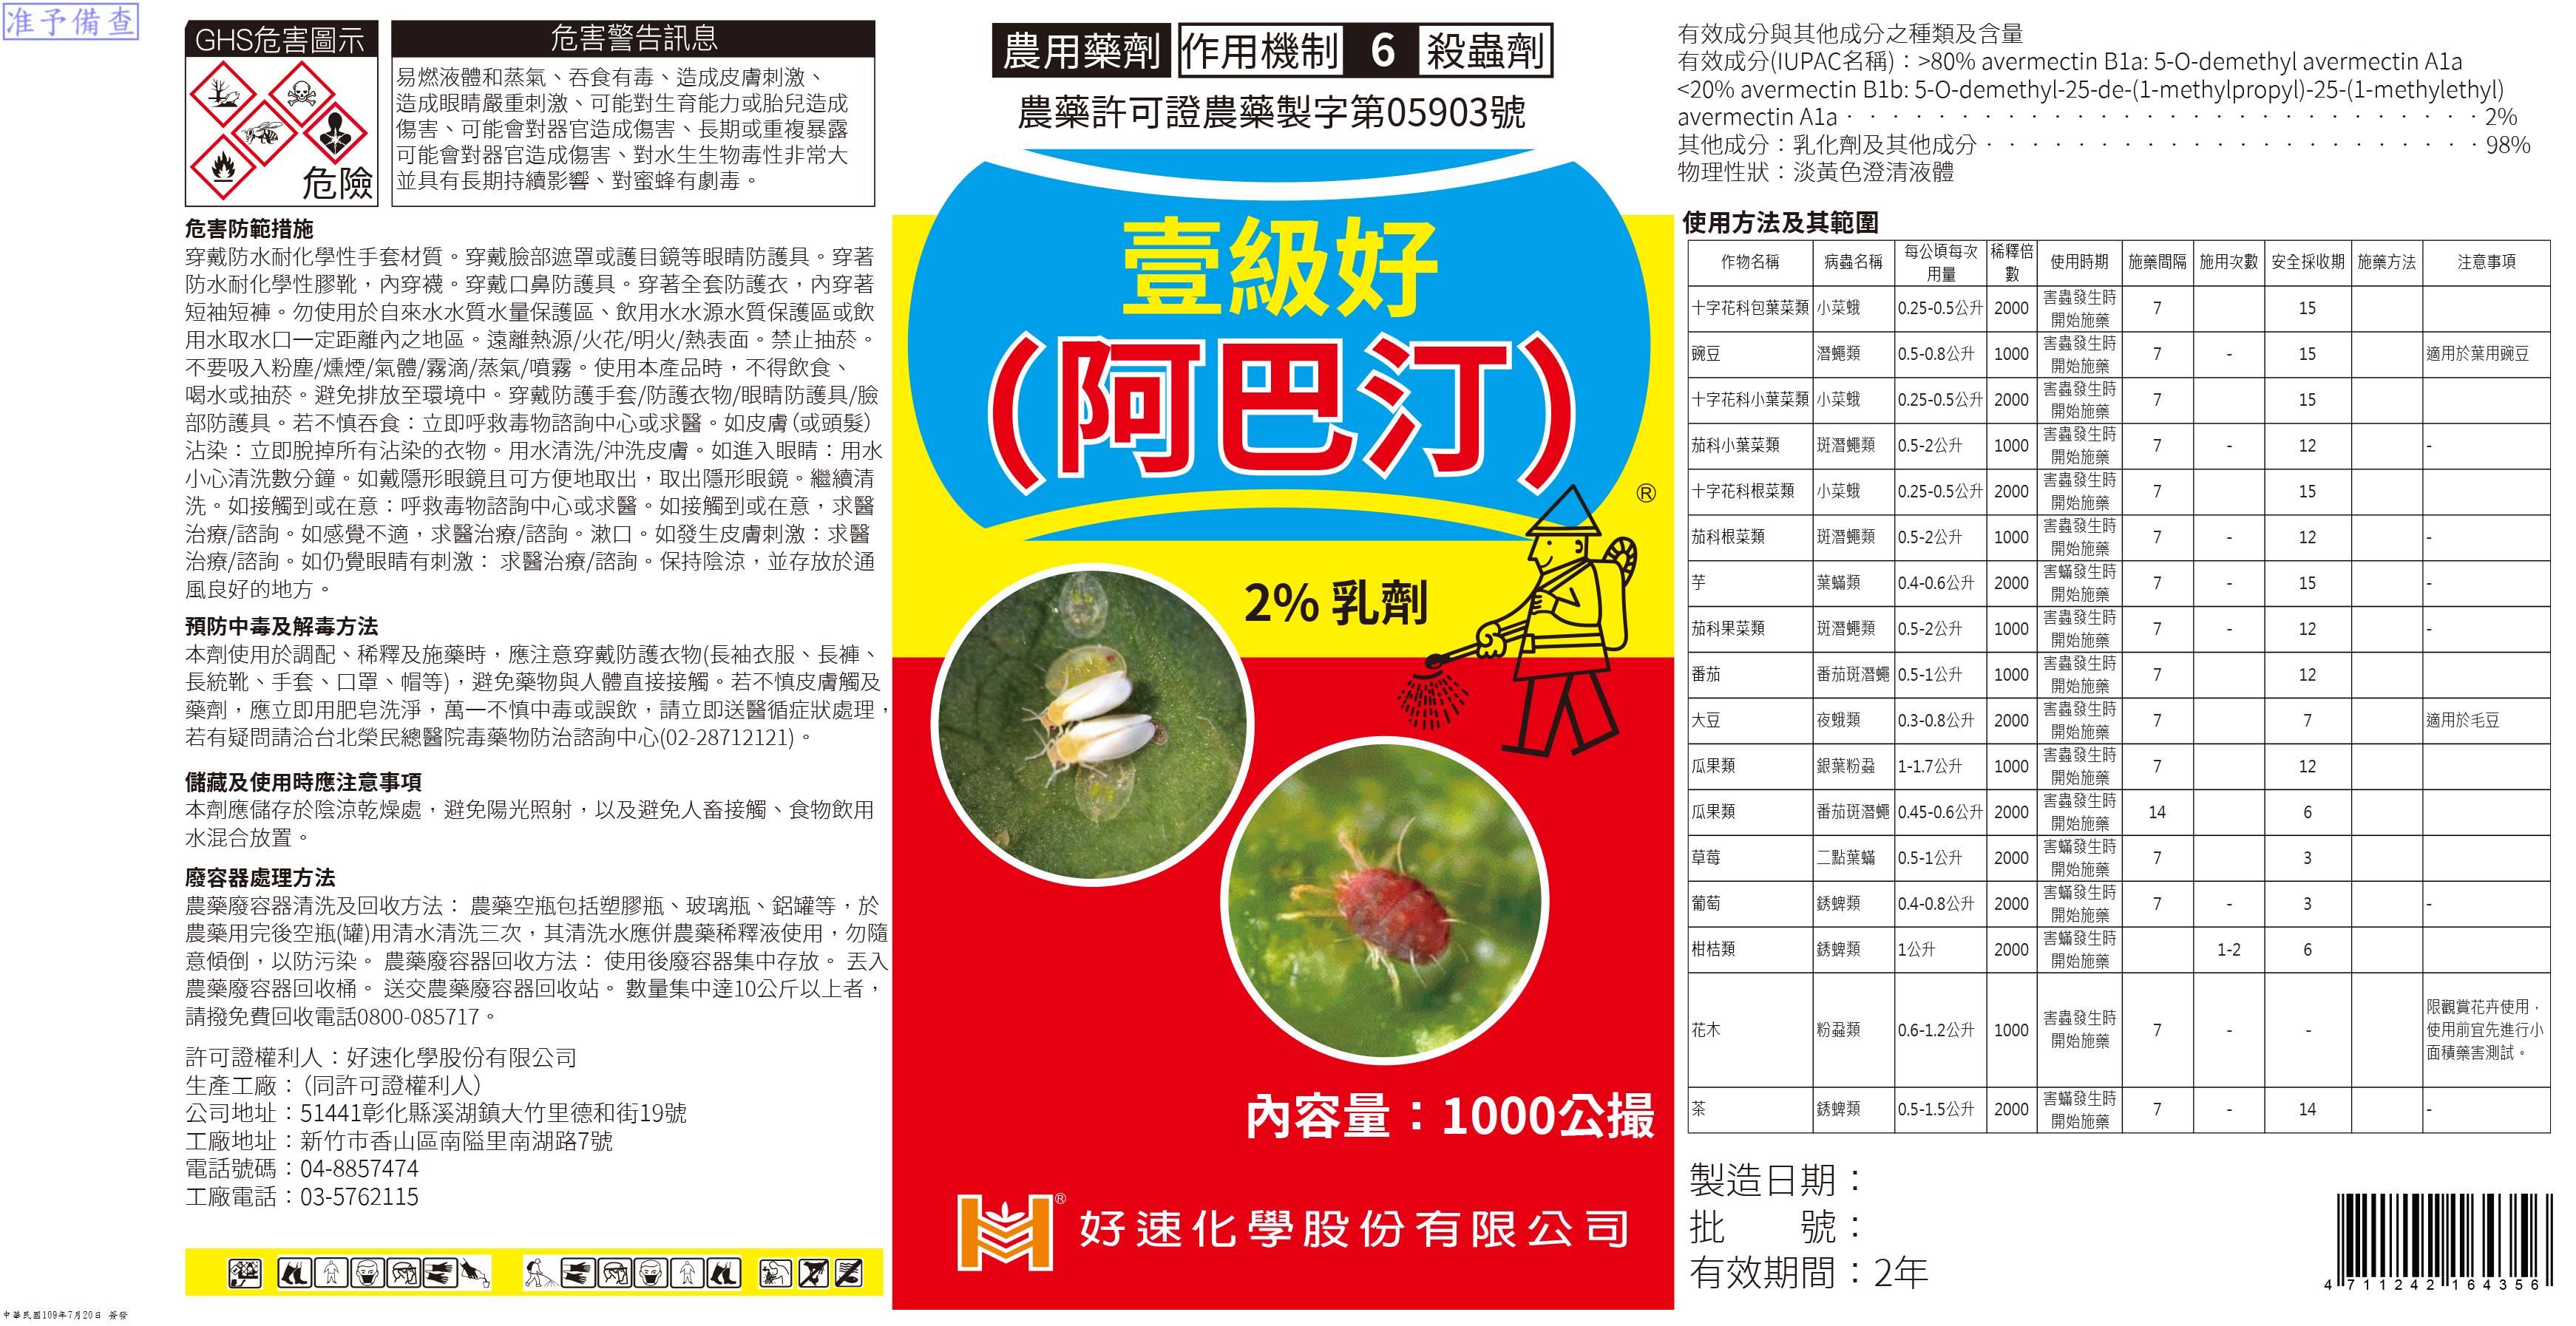 准予備查
GHS危害圖示
危險
危害警告訊息
易燃液體和蒸氣、吞食有毒、造成皮膚刺激、
造成眼睛嚴重刺激、可能對生育能力或胎兒造成
傷害、可能會對器官造成傷害、長期或重複暴露
可能會對器官造成傷害、對水生生物毒性非常大
並具有長期持續影響、對蜜蜂有劇毒。
危害防範措施
穿戴防水耐化學性手套材質。穿戴臉部遮罩或護目鏡等眼睛防護具。穿著
防水耐化學性膠靴，內穿襪。穿戴口鼻防護具。穿著全套防護衣，內穿著
短袖短褲。勿使用於自來水水質水量保護區、飲用水水源水質保護區或飲
用水取水口一定距離內之地區。遠離熱源/火花/明火/熱表面。禁止抽菸。
不要吸入粉塵/燻煙/氣體/霧滴/蒸氣/噴霧。使用本產品時，不得飲食、
喝水或抽菸。避免排放至環境中。穿戴防護手套/防護衣物/眼睛防護具/臉
部防護具。若不慎吞食：立即呼救毒物諮詢中心或求醫。如皮膚（或頭髮）
沾染：立即脫掉所有沾染的衣物。用水清洗/沖洗皮膚。如進入眼睛：用水
小心清洗數分鐘。如戴隱形眼鏡且可方便地取出，取出隱形眼鏡。繼續清
洗。如接觸到或在意：呼救毒物諮詢中心或求醫。如接觸到或在意，求醫
治療/諮詢。如感覺不適，求醫治療/諮詢。漱口。如發生皮膚刺激：求醫
治療/諮詢。如仍覺眼睛有刺激： 求醫治療/諮詢。保持陰涼，並存放於通
風良好的地方。
預防中毒及解毒方法
本劑使用於調配、稀釋及施藥時，應注意穿戴防護衣物(長袖衣服、長褲、
長統靴、手套、口罩、帽等)，避免藥物與人體直接接觸。若不慎皮膚觸及
藥劑，應立即用肥皂洗淨，萬一不慎中毒或誤飲，請立即送醫循症狀處理，
若有疑問請洽台北榮民總醫院毒藥物防治諮詢中心(02-28712121)。
儲藏及使用時應注意事項
本劑應儲存於陰涼乾燥處，避免陽光照射，以及避免人畜接觸、食物飲用
水混合放置。
廢容器處理方法
農藥廢容器清洗及回收方法： 農藥空瓶包括塑膠瓶、玻璃瓶、鋁罐等，於
農藥用完後空瓶(罐)用清水清洗三次，其清洗水應併農藥稀釋液使用，勿隨
意傾倒，以防污染。 農藥廢容器回收方法： 使用後廢容器集中存放。 丟入
農藥廢容器回收桶。 送交農藥廢容器回收站。 數量集中達10公斤以上者，
請撥免費回收電話0800-085717。
許可證權利人：好速化學股份有限公司
生產工廠：（同許可證權利人）
公司地址：51441彰化縣溪湖鎮大竹里德和街19號
工廠地址：新竹市香山區南隘里南湖路7號
電話號碼：04-8857474
工廠電話：03-5762115
中華民國109年7月20日 簽發
農用藥劑 作用機制 6 殺蟲劑
農藥許可證農藥製字第05903號
壹級好
（阿巴汀）
®
2% 乳劑
內容量：1000公撮
® 好速化學股份有限公司
有效成分與其他成分之種類及含量
有效成分(IUPAC名稱)：>80% avermectin B1a: 5-O-demethyl avermectin A1a
<20% avermectin B1b: 5-O-demethyl-25-de-(1-methylpropyl)-25-(1-methylethyl)
avermectin A1a · · · · · · · · · · · · · · · · · · · · · · · · · · · · 2%
其他成分：乳化劑及其他成分 · · · · · · · · · · · · · · · · · · · · · · 98%
物理性狀：淡黃色澄清液體
使用方法及其範圍
作物名稱 病蟲名稱 每公頃每次用量 稀釋倍數 使用時期 施藥間隔 施用次數 安全採收期 施藥方法 注意事項
十字花科包葉菜類 小菜蛾 0.25-0.5公升 2000 害蟲發生時開始施藥 7 15
豌豆 潛蠅類 0.5-0.8公升 1000 害蟲發生時開始施藥 7 - 15 適用於葉用豌豆
十字花科小葉菜類 小菜蛾 0.25-0.5公升 2000 害蟲發生時開始施藥 7 15
茄科小葉菜類 斑潛蠅類 0.5-2公升 1000 害蟲發生時開始施藥 7 - 12 -
十字花科根菜類 小菜蛾 0.25-0.5公升 2000 害蟲發生時開始施藥 7 15
茄科根菜類 斑潛蠅類 0.5-2公升 1000 害蟲發生時開始施藥 7 - 12 -
芋 葉蟎類 0.4-0.6公升 2000 害蟎發生時開始施藥 7 - 15 -
茄科果菜類 斑潛蠅類 0.5-2公升 1000 害蟲發生時開始施藥 7 - 12 -
番茄 番茄斑潛蠅 0.5-1公升 1000 害蟲發生時開始施藥 7 12
大豆 夜蛾類 0.3-0.8公升 2000 害蟲發生時開始施藥 7 7 適用於毛豆
瓜果類 銀葉粉蝨 1-1.7公升 1000 害蟲發生時開始施藥 7 12
瓜果類 番茄斑潛蠅 0.45-0.6公升 2000 害蟲發生時開始施藥 14 6
草莓 二點葉蟎 0.5-1公升 2000 害蟎發生時開始施藥 7 3
葡萄 銹蜱類 0.4-0.8公升 2000 害蟎發生時開始施藥 7 - 3 -
柑桔類 銹蜱類 1公升 2000 害蟎發生時開始施藥 1-2 6
花木 粉蝨類 0.6-1.2公升 1000 害蟲發生時開始施藥 7 - - 限觀賞花卉使用，使用前宜先進行小面積藥害測試。
茶 銹蜱類 0.5-1.5公升 2000 害蟎發生時開始施藥 7 - 14 -
製造日期：
批 號：
有效期間：2年
4 711242 164356